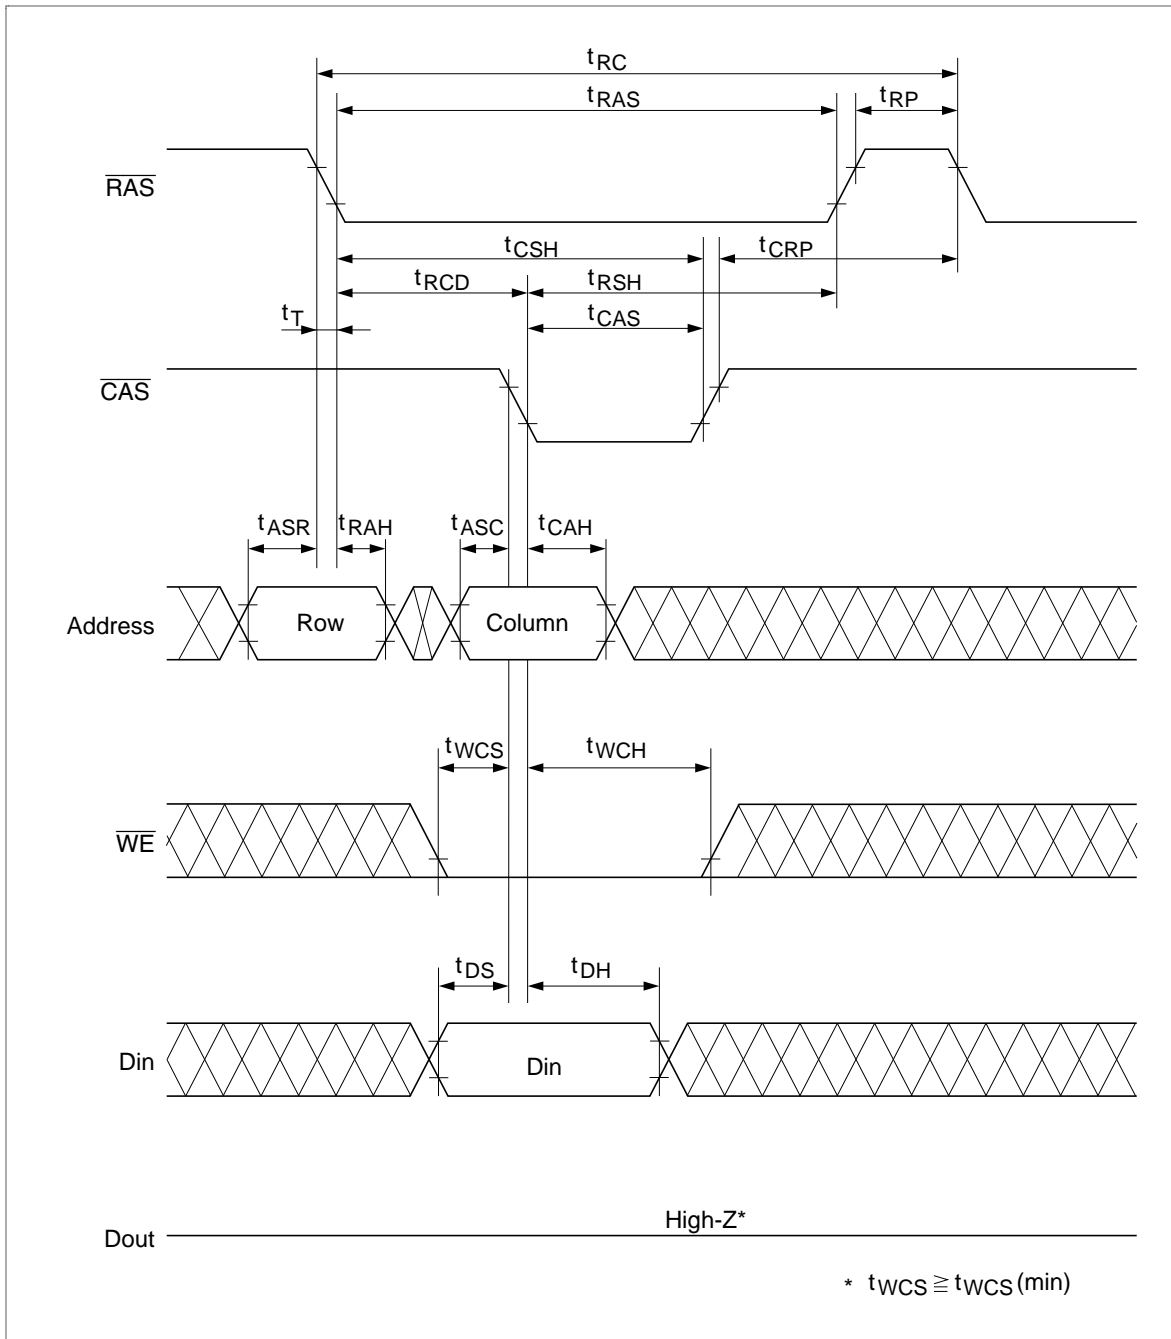 tRC
tRAS
tRP
RAS
tCSH
tCRP
tRCD
tRSH
tT
tCAS
CAS
tASR
tRAH
tASC
tCAH
Address
Row
Column
tWCS
tWCH
WE
tDS
tDH
Din
Din
High-Z*
Dout
* tWCS ≧ tWCS (min)